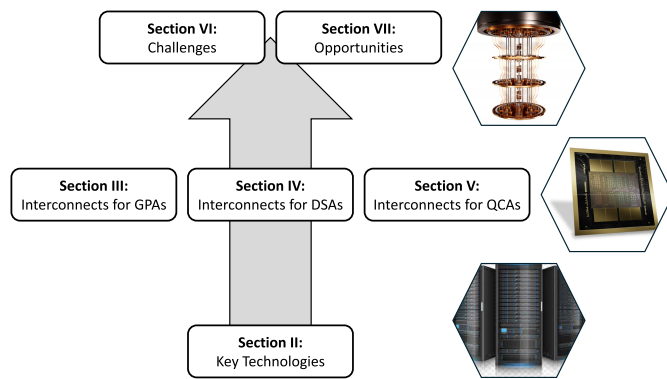 Section VI:
Challenges
Section VII:
Opportunities
Section III:
Interconnects for GPAs
Section IV:
Interconnects for DSAs
Section V:
Interconnects for QCAs
Section II:
Key Technologies